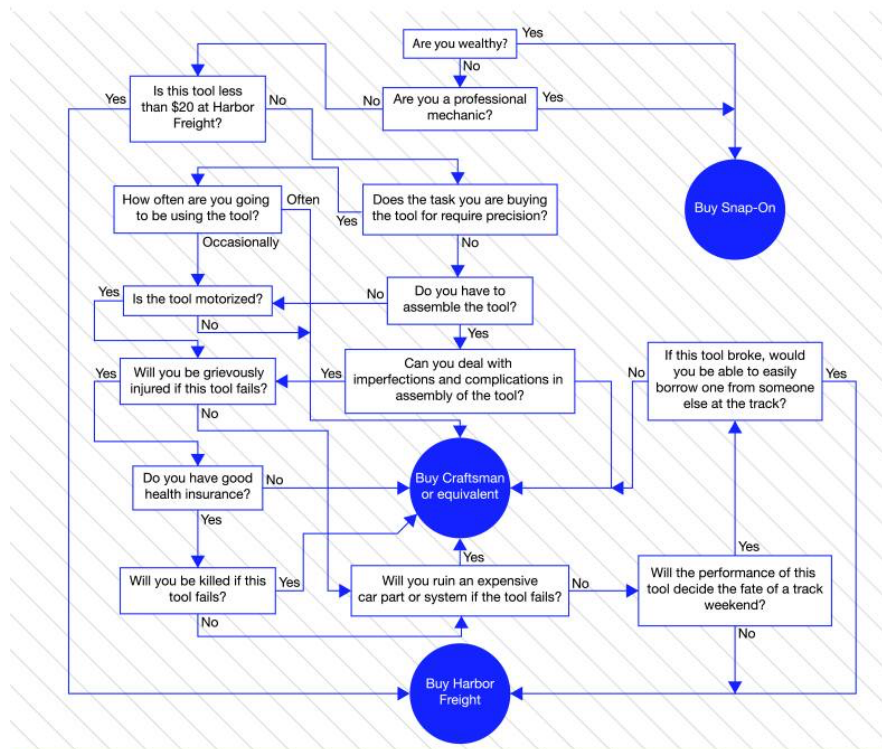 Are you wealthy?
Yes
No
Is this tool less
than $20 at Harbor
Freight?
Yes
No
Are you a professional
mechanic?
No
Yes
Buy Snap-On
How often are you going
to be using the tool?
Often
Occasionally
Does the task you are buying
the tool for require precision?
Yes
No
Is the tool motorized?
Yes
No
Do you have to
assemble the tool?
No
Yes
Will you be grievously
injured if this tool fails?
Yes
No
Can you deal with
imperfections and complications in
assembly of the tool?
Yes
If this tool broke, would
you be able to easily
borrow one from someone
else at the track?
No
Yes
Do you have good
health insurance?
No
Yes
Buy Craftsman
or equivalent
Will you be killed if this
tool fails?
Yes
No
Will you ruin an expensive
car part or system if the tool fails?
Yes
No
Will the performance of this
tool decide the fate of a track
weekend?
Yes
No
Buy Harbor
Freight